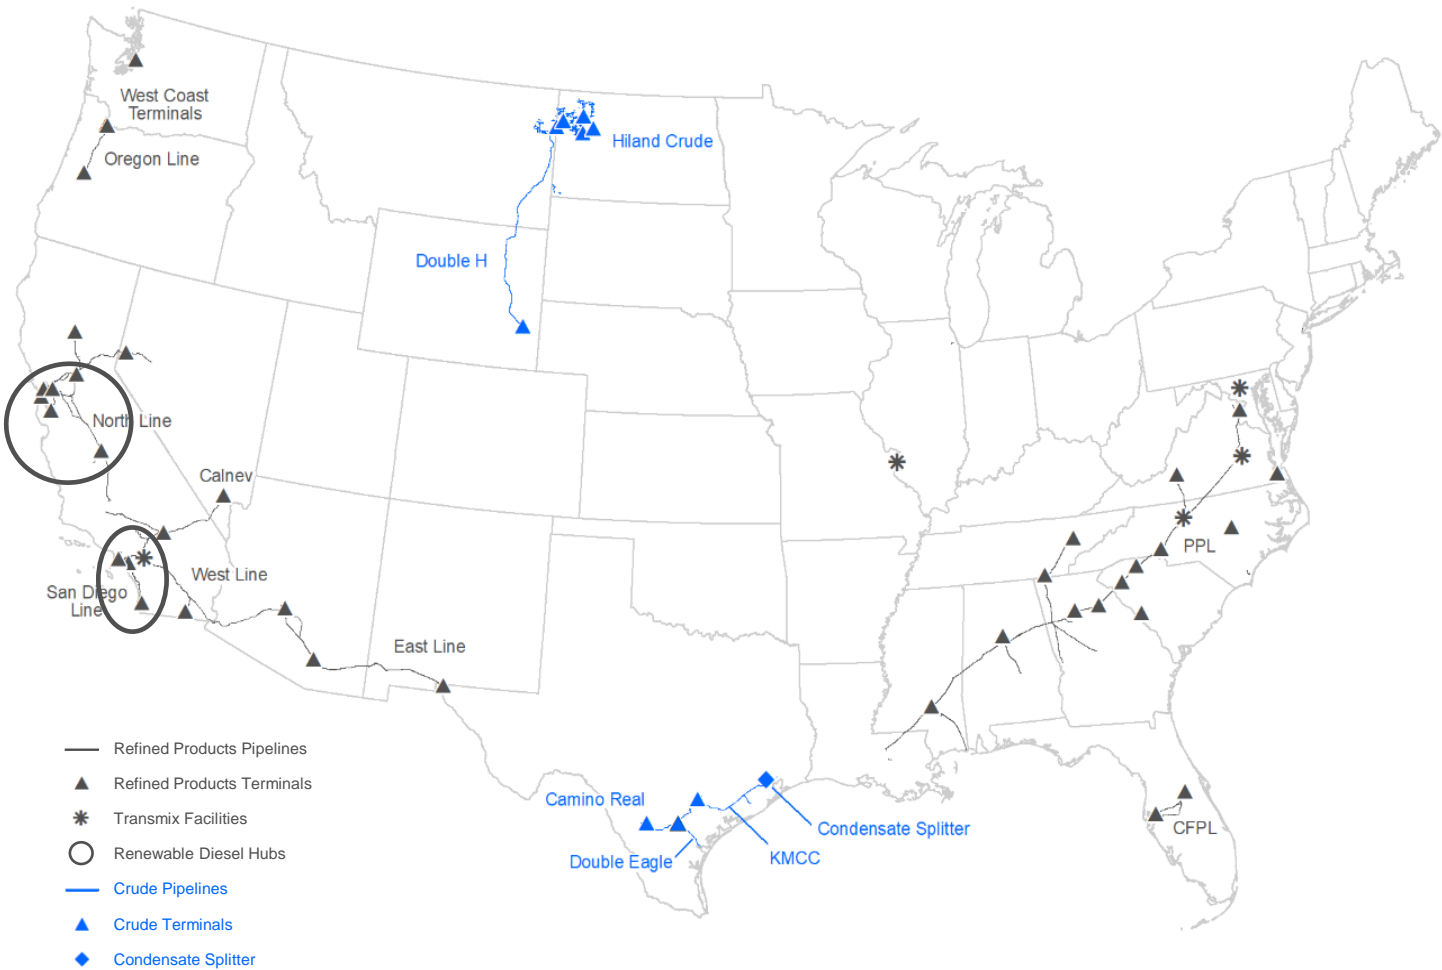 West Coast
Terminals
Oregon Line
Hiland Crude
Double H
North Line
Calnev
West Line
San Diego
Line
East Line
PPL
CFPL
Camino Real
Double Eagle
KMCC
Condensate Splitter
Refined Products Pipelines
Refined Products Terminals
Transmix Facilities
Renewable Diesel Hubs
Crude Pipelines
Crude Terminals
Condensate Splitter